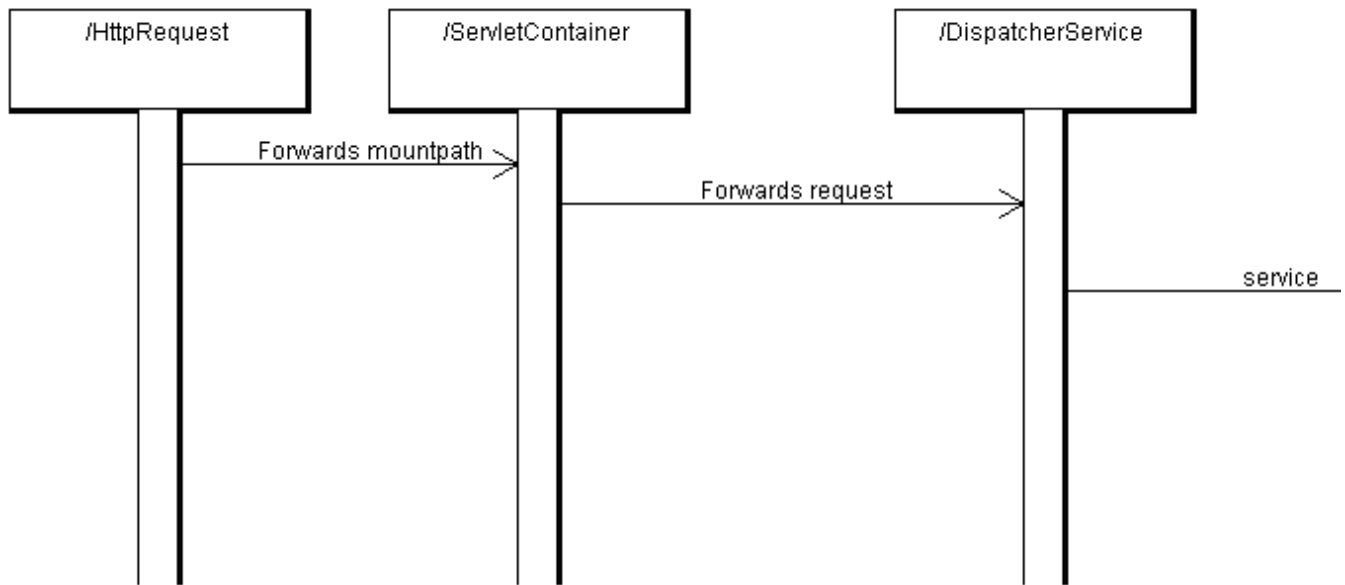 /HttpRequest
/ServletContainer
/DispatcherService
Forwards mountpath
Forwards request
service